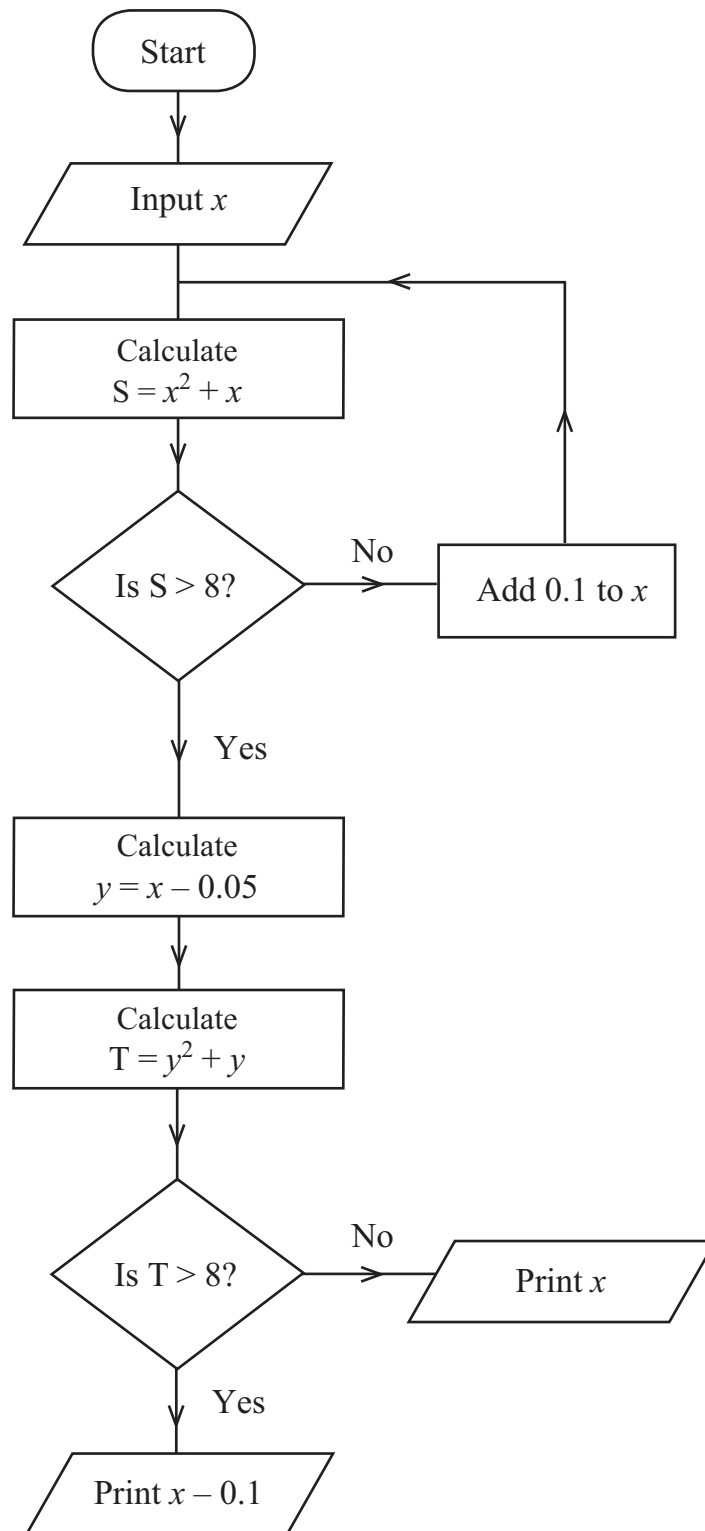 Start
Input x
Calculate
S = x² + x
Is S > 8?
No
Add 0.1 to x
Yes
Calculate
y = x – 0.05
Calculate
T = y² + y
Is T > 8?
No
Print x
Yes
Print x – 0.1